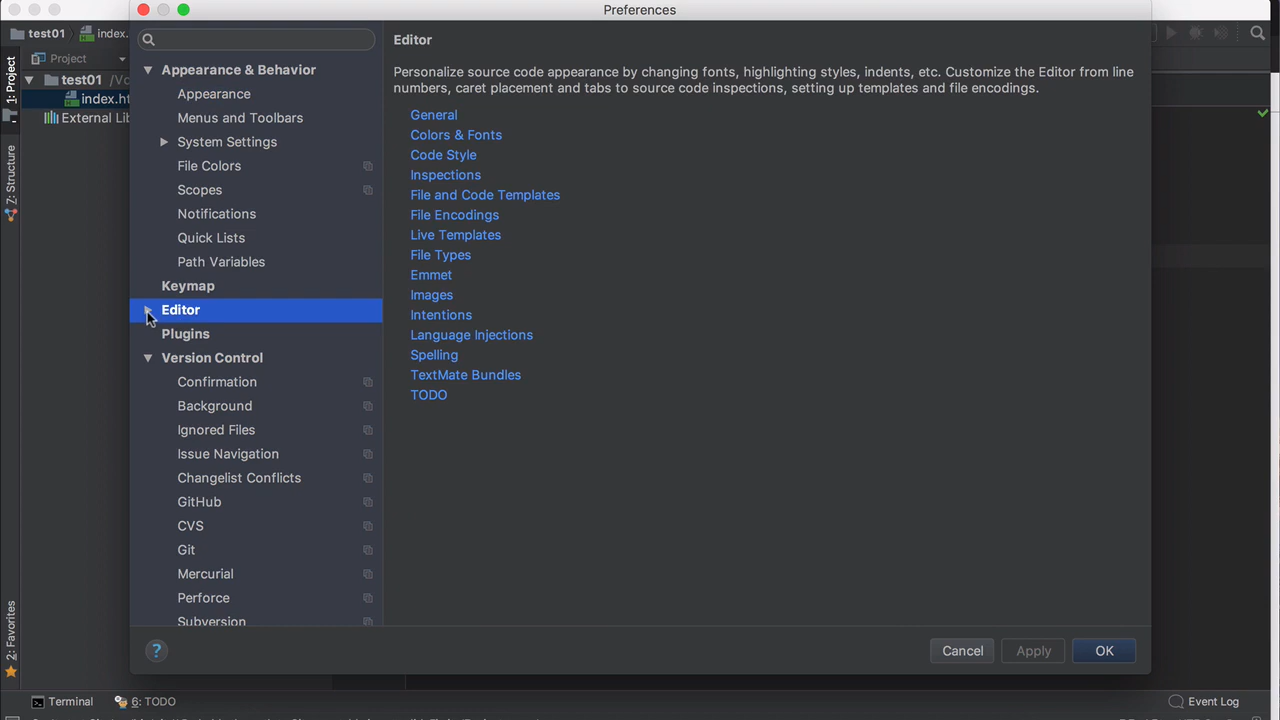 Preferences
test01
index.
1: Project
Project
test01
index.ht
External Lib
Z: Structure
2: Favorites
Appearance & Behavior
Appearance
Menus and Toolbars
System Settings
File Colors
Scopes
Notifications
Quick Lists
Path Variables
Keymap
Editor
Plugins
Version Control
Confirmation
Background
Ignored Files
Issue Navigation
Changelist Conflicts
GitHub
CVS
Git
Mercurial
Perforce
Subversion
Editor
Personalize source code appearance by changing fonts, highlighting styles, indents, etc. Customize the Editor from line
numbers, caret placement and tabs to source code inspections, setting up templates and file encodings.
General
Colors & Fonts
Code Style
Inspections
File and Code Templates
File Encodings
Live Templates
File Types
Emmet
Images
Intentions
Language Injections
Spelling
TextMate Bundles
TODO
?
Cancel
Apply
OK
Terminal
6: TODO
Event Log